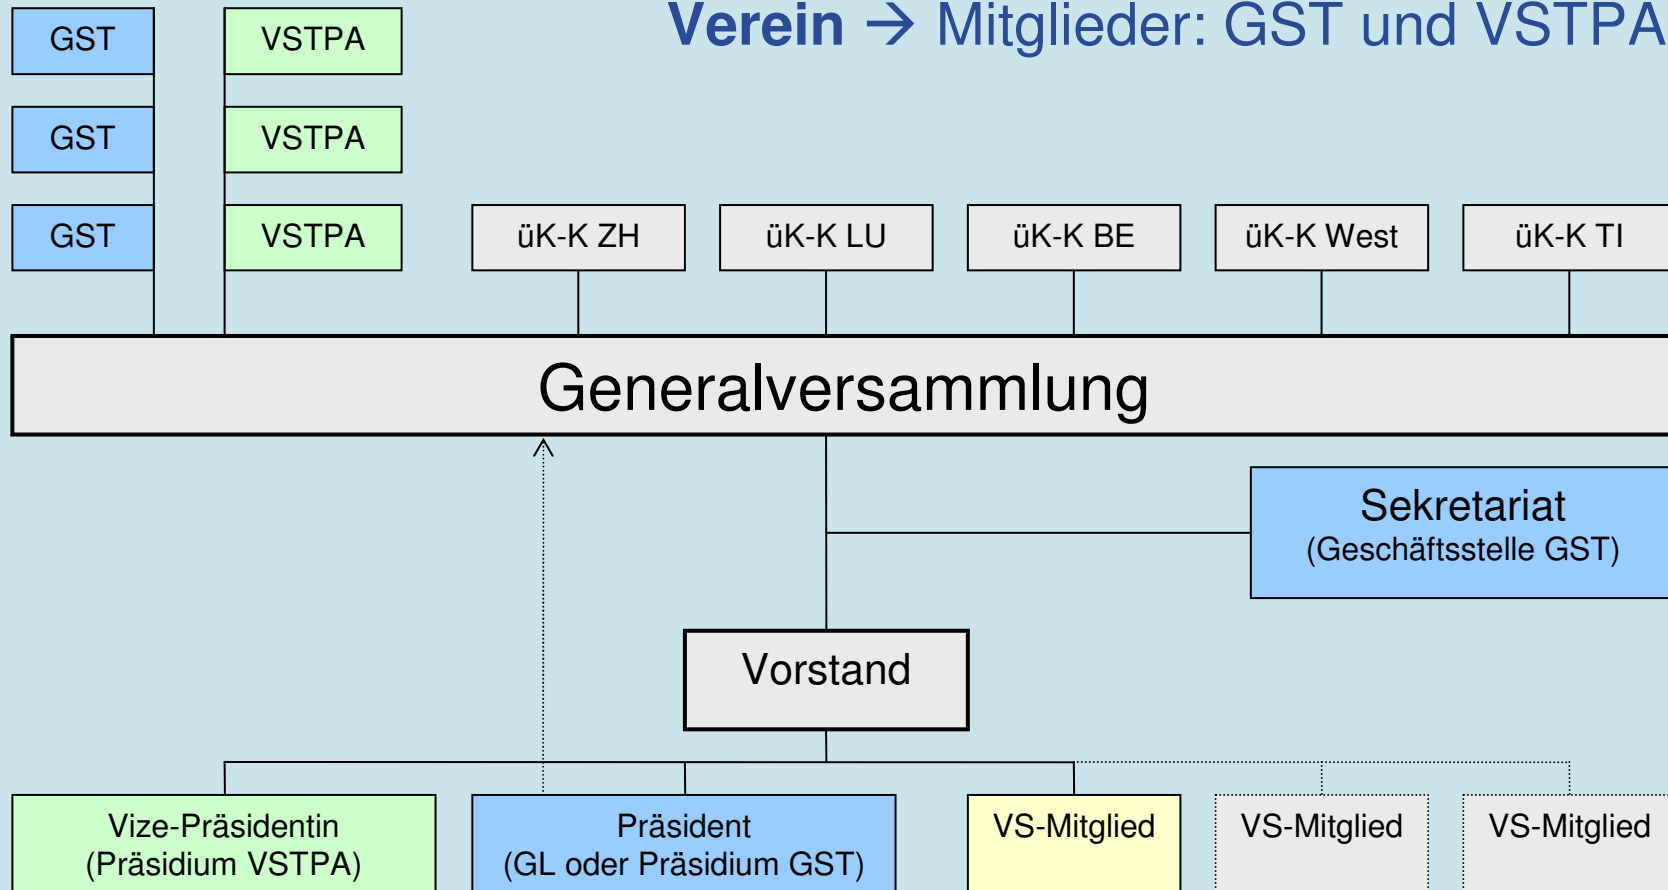 Verein → Mitglieder: GST und VSTPA
GST
VSTPA
GST
VSTPA
GST
VSTPA
üK-K ZH
üK-K LU
üK-K BE
üK-K West
üK-K TI
Generalversammlung
Sekretariat
(Geschäftsstelle GST)
Vorstand
Vize-Präsidentin
(Präsidium VSTPA)
Präsident
(GL oder Präsidium GST)
VS-Mitglied
VS-Mitglied
VS-Mitglied